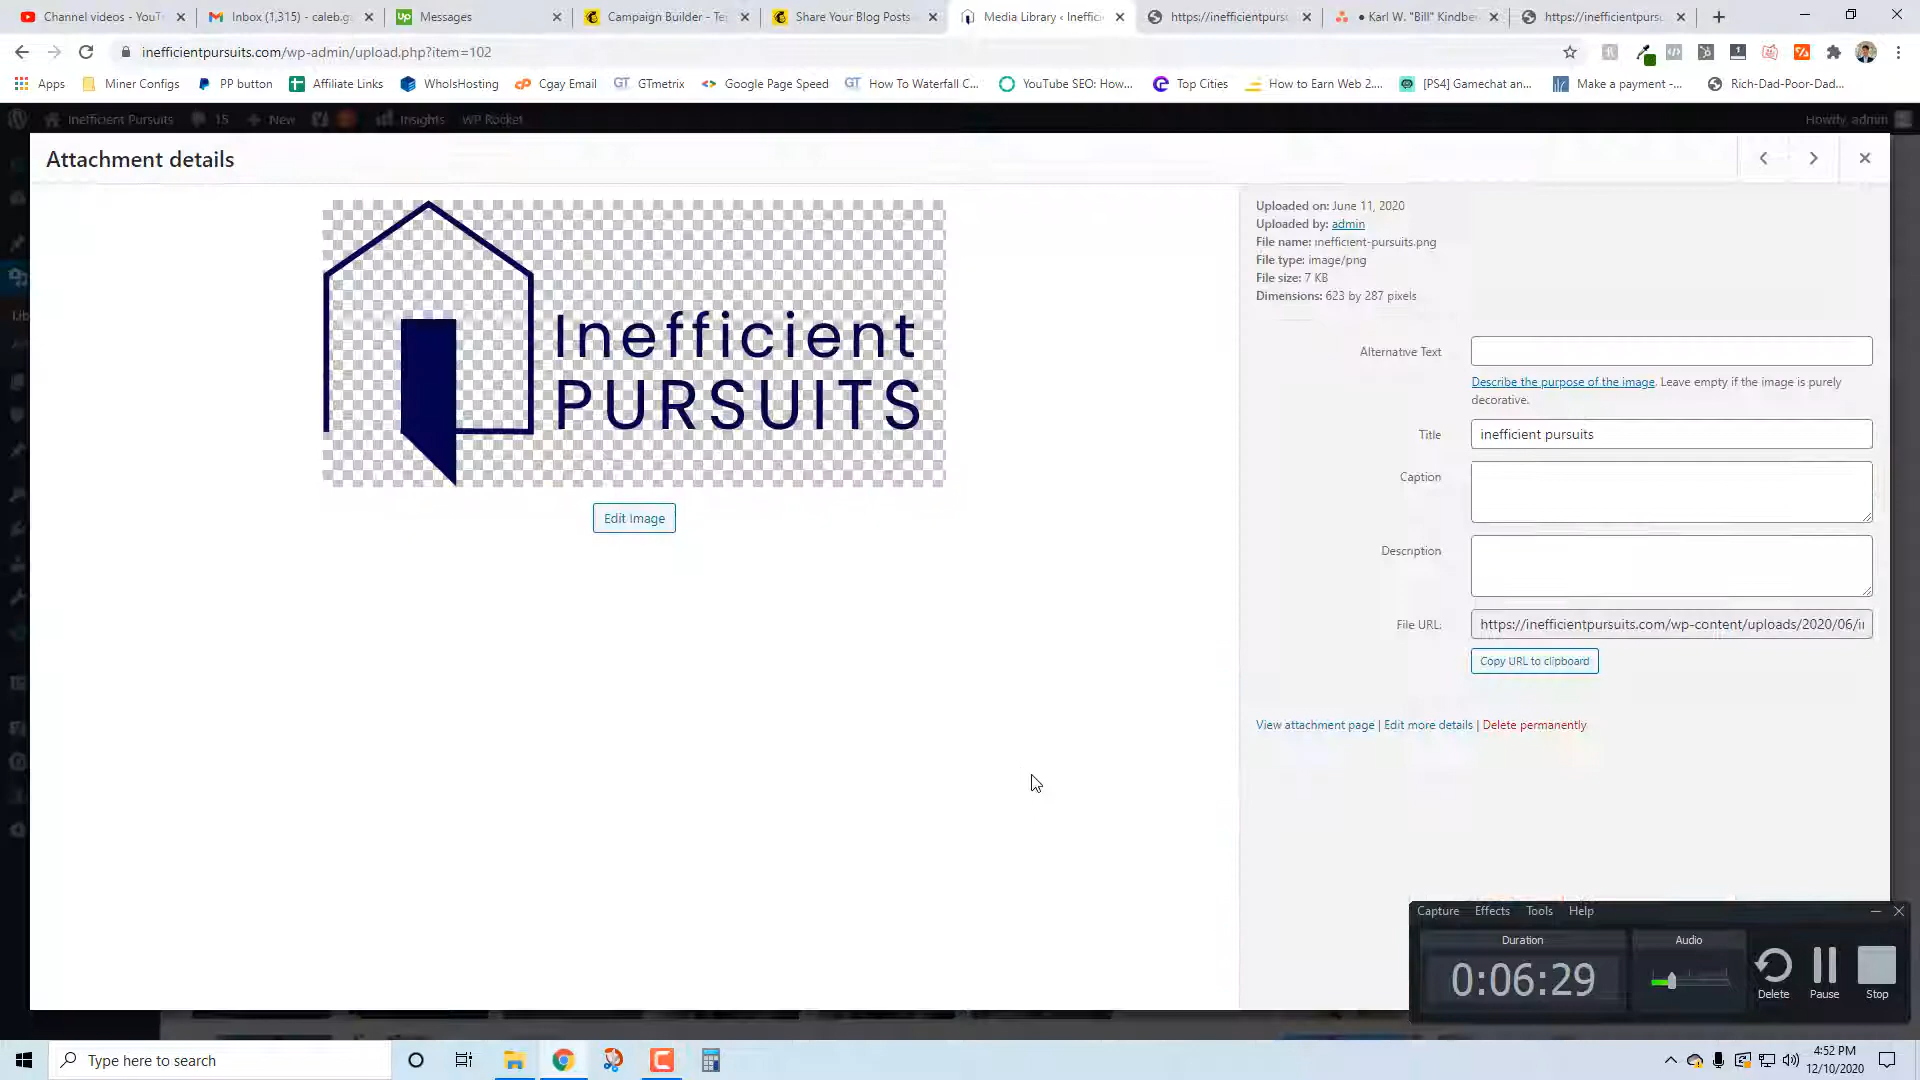 Channel videos - YouT
Inbox (1,315) - caleb.g
Messages
Campaign Builder - Te
Share Your Blog Posts
Media Library ‹ Ineffici
https://inefficientpurs
• Karl W. "Bill" Kindbe
https://inefficientpurs
inefficientpursuits.com/wp-admin/upload.php?item=102
Apps
Miner Configs
PP button
Affiliate Links
WhoIsHosting
Cgay Email
GTmetrix
Google Page Speed
How To Waterfall C...
YouTube SEO: How...
Top Cities
How to Earn Web 2....
[PS4] Gamechat an...
Make a payment -...
Rich-Dad-Poor-Dad...
Inefficient Pursuits
15
New
Insights
WP Rocket
Howdy, admin
Attachment details
Inefficient
PURSUITS
Edit Image
Uploaded on: June 11, 2020
Uploaded by: admin
File name: inefficient-pursuits.png
File type: image/png
File size: 7 KB
Dimensions: 623 by 287 pixels
Alternative Text
Describe the purpose of the image. Leave empty if the image is purely
decorative.
Title
inefficient pursuits
Caption
Description
File URL:
https://inefficientpursuits.com/wp-content/uploads/2020/06/i
Copy URL to clipboard
View attachment page | Edit more details | Delete permanently
Capture
Effects
Tools
Help
Duration
Audio
0:06:29
Delete
Pause
Stop
Type here to search
4:52 PM
12/10/2020